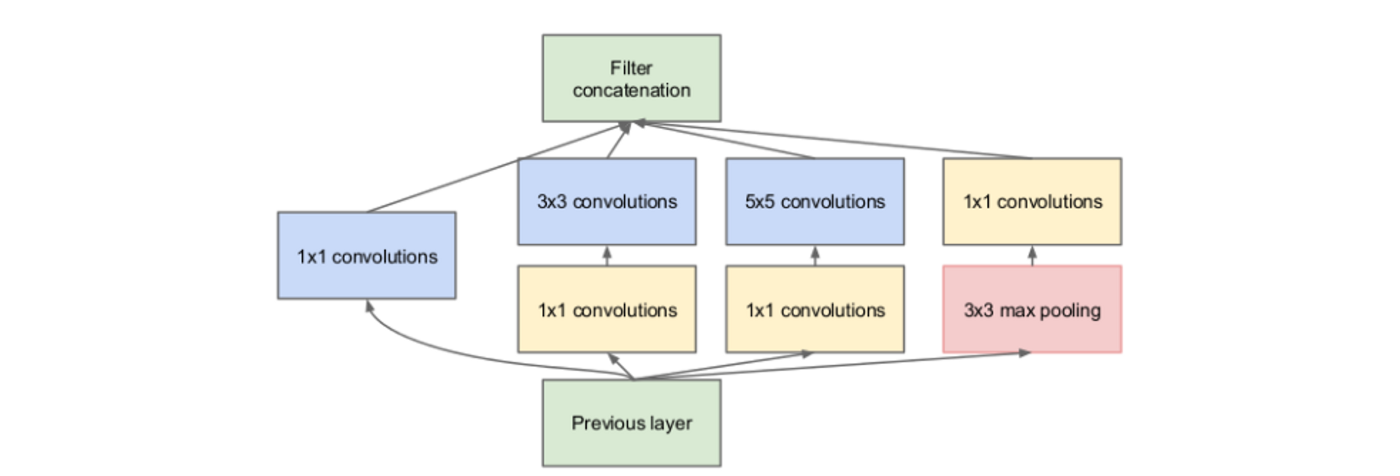 Filter
concatenation
3x3 convolutions
5x5 convolutions
1x1 convolutions
1x1 convolutions
1x1 convolutions
1x1 convolutions
3x3 max pooling
Previous layer